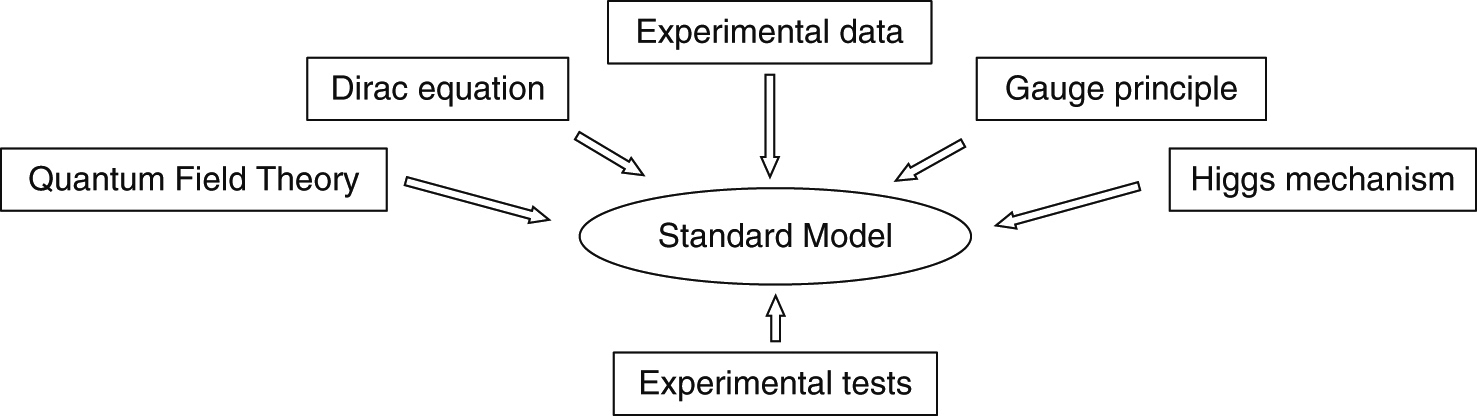 Experimental data
Dirac equation
Gauge principle
Quantum Field Theory
Higgs mechanism
Standard Model
Experimental tests